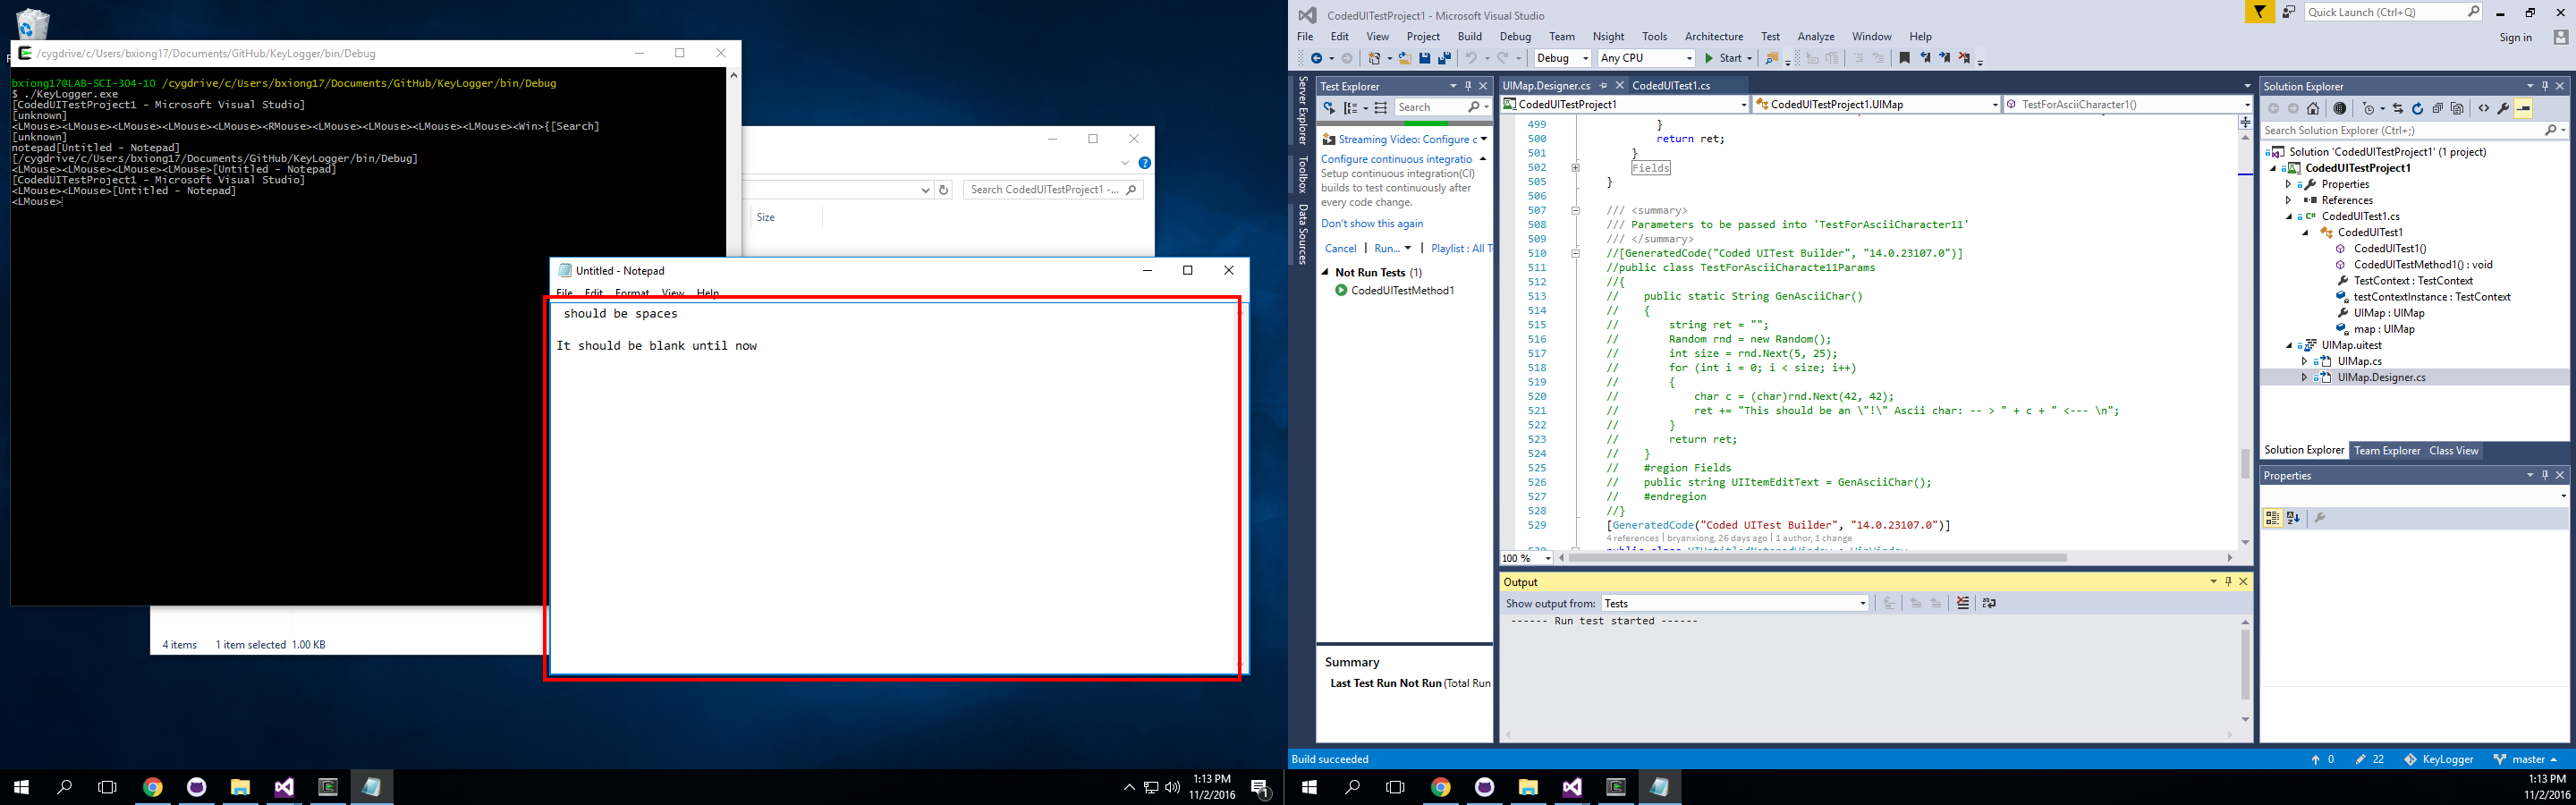 /cygdrive/c/Users/bxiong17/Documents/GitHub/KeyLogger/bin/Debug
bxiong17@LAB-SCI-304-10 /cygdrive/c/Users/bxiong17/Documents/GitHub/KeyLogger/bin/Debug
$ ./KeyLogger.exe
[CodedUITestProject1 - Microsoft Visual Studio]
[unknown]
<LMouse><LMouse><LMouse><LMouse><LMouse><RMouse><LMouse><LMouse><LMouse><LMouse><Win>{[Search]
[unknown]
notepad[Untitled - Notepad]
[/cygdrive/c/Users/bxiong17/Documents/GitHub/KeyLogger/bin/Debug]
<LMouse><LMouse><LMouse><LMouse>[Untitled - Notepad]
[CodedUITestProject1 - Microsoft Visual Studio]
<LMouse><LMouse>[Untitled - Notepad]
<LMouse>
Search CodedUITestProject1 -...
Size
4 items 1 item selected 1.00 KB
Untitled - Notepad
File Edit Format View Help
should be spaces
It should be blank until now
1:13 PM
11/2/2016
1
CodedUITestProject1 - Microsoft Visual Studio
Quick Launch (Ctrl+Q)
File Edit View Project Build Debug Team Nsight Tools Architecture Test Analyze Window Help
Sign in
Debug Any CPU Start
Server Explorer
Toolbox
Data Sources
Test Explorer
Search
Streaming Video: Configure c
Configure continuous integratio
Setup continuous integration(CI)
builds to test continuously after
every code change.
Don't show this again
Cancel | Run... | Playlist : All T
Not Run Tests (1)
CodedUITestMethod1
Summary
Last Test Run Not Run (Total Run
UIMap.Designer.cs CodedUITest1.cs
CodedUITestProject1 CodedUITestProject1.UIMap TestForAsciiCharacter1()
499 }
500 return ret;
501 }
502 Fields
505 }
506
507 /// <summary>
508 /// Parameters to be passed into 'TestForAsciiCharacter11'
509 /// </summary>
510 //[GeneratedCode("Coded UITest Builder", "14.0.23107.0")]
511 //public class TestForAsciiCharacte11Params
512 //{
513 // public static String GenAsciiChar()
514 // {
515 // string ret = "";
516 // Random rnd = new Random();
517 // int size = rnd.Next(5, 25);
518 // for (int i = 0; i < size; i++)
519 // {
520 // char c = (char)rnd.Next(42, 42);
521 // ret += "This should be an \"!\" Ascii char: -- > " + c + " <--- \n";
522 // }
523 // return ret;
524 // }
525 // #region Fields
526 // public string UIItemEditText = GenAsciiChar();
527 // #endregion
528 //}
529 [GeneratedCode("Coded UITest Builder", "14.0.23107.0")]
4 references | bryanxiong, 26 days ago | 1 author, 1 change
100 %
Output
Show output from: Tests
------ Run test started ------
Solution Explorer
Search Solution Explorer (Ctrl+;)
Solution 'CodedUITestProject1' (1 project)
CodedUITestProject1
Properties
References
CodedUITest1.cs
CodedUITest1
CodedUITest1()
CodedUITestMethod1() : void
TestContext : TestContext
testContextInstance : TestContext
UIMap : UIMap
map : UIMap
UIMap.uitest
UIMap.cs
UIMap.Designer.cs
Solution Explorer Team Explorer Class View
Properties
Build succeeded
0 22 KeyLogger master
1:13 PM
11/2/2016